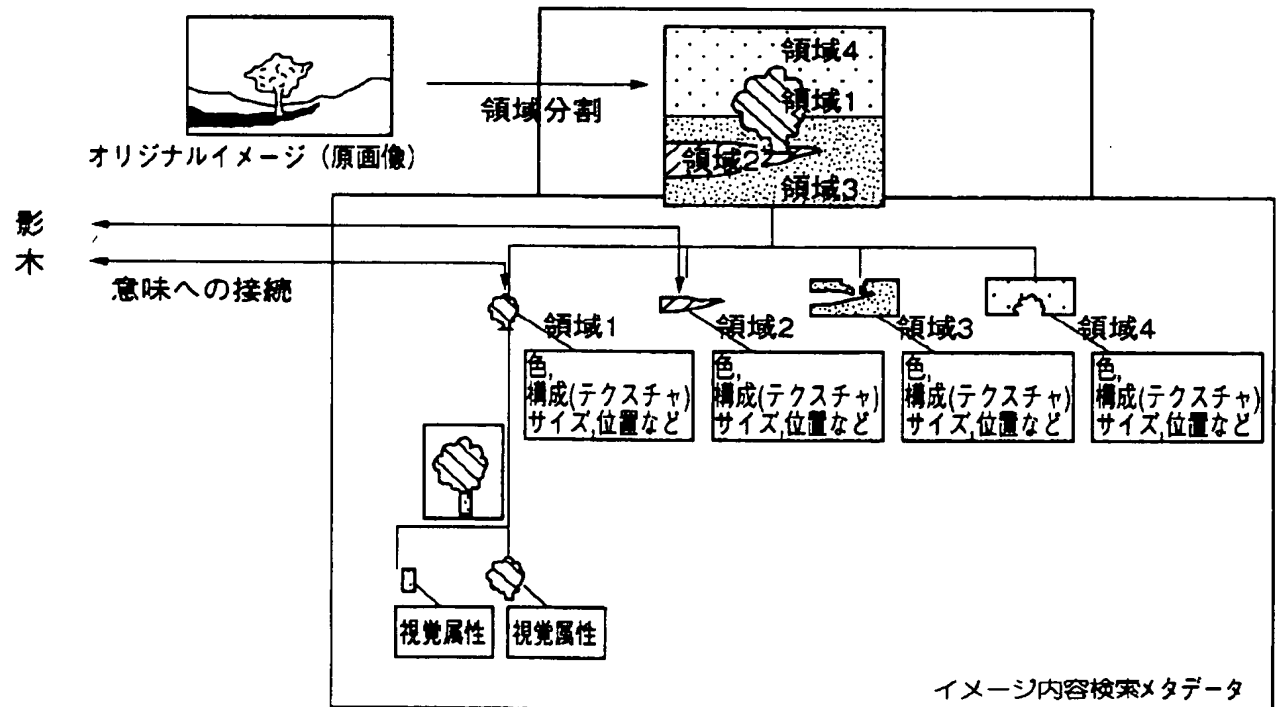 領域4
領域1
領域2
領域3
領域分割
オリジナルイメージ (原画像)
影
木
意味への接続
領域1
領域2
領域3
領域4
色,
構成(テクスチャ)
サイズ,位置など
色,
構成(テクスチャ)
サイズ,位置など
色,
構成(テクスチャ)
サイズ,位置など
色,
構成(テクスチャ)
サイズ,位置など
視覚属性
視覚属性
イメージ内容検索メタデータ